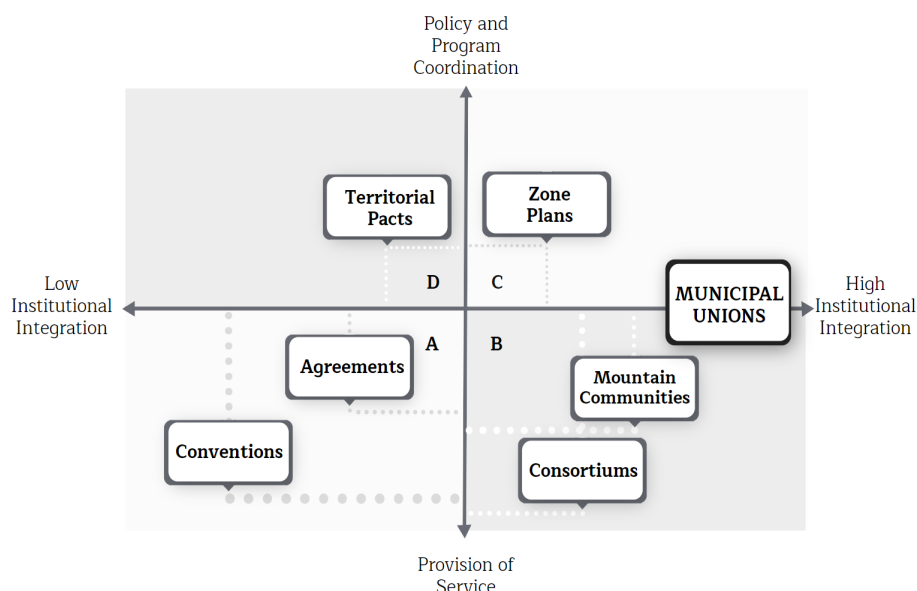 Policy and
Program
Coordination
Territorial
Pacts
Zone
Plans
Low
Institutional
Integration
D
C
MUNICIPAL
UNIONS
High
Institutional
Integration
A
B
Agreements
Mountain
Communities
Conventions
Consortiums
Provision of
Service